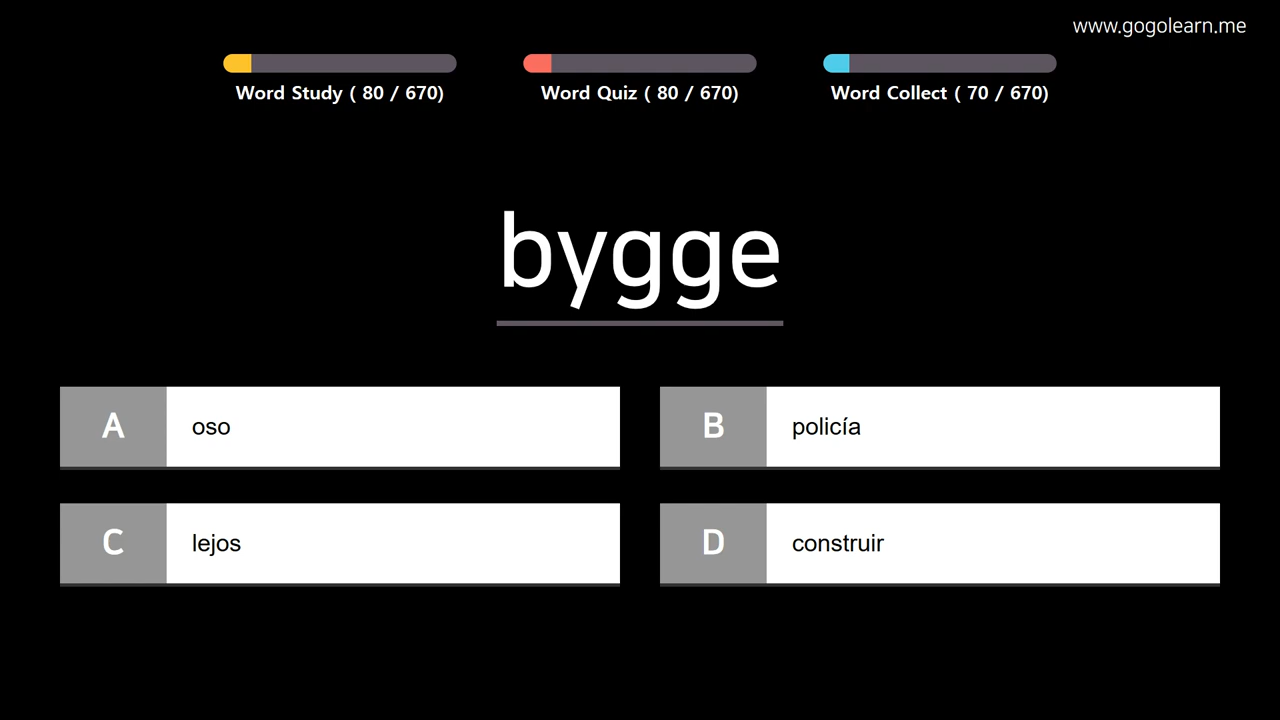 www.gogolearn.me
Word Study ( 80 / 670)
Word Quiz ( 80 / 670)
Word Collect ( 70 / 670)
bygge
A oso
B policía
C lejos
D construir